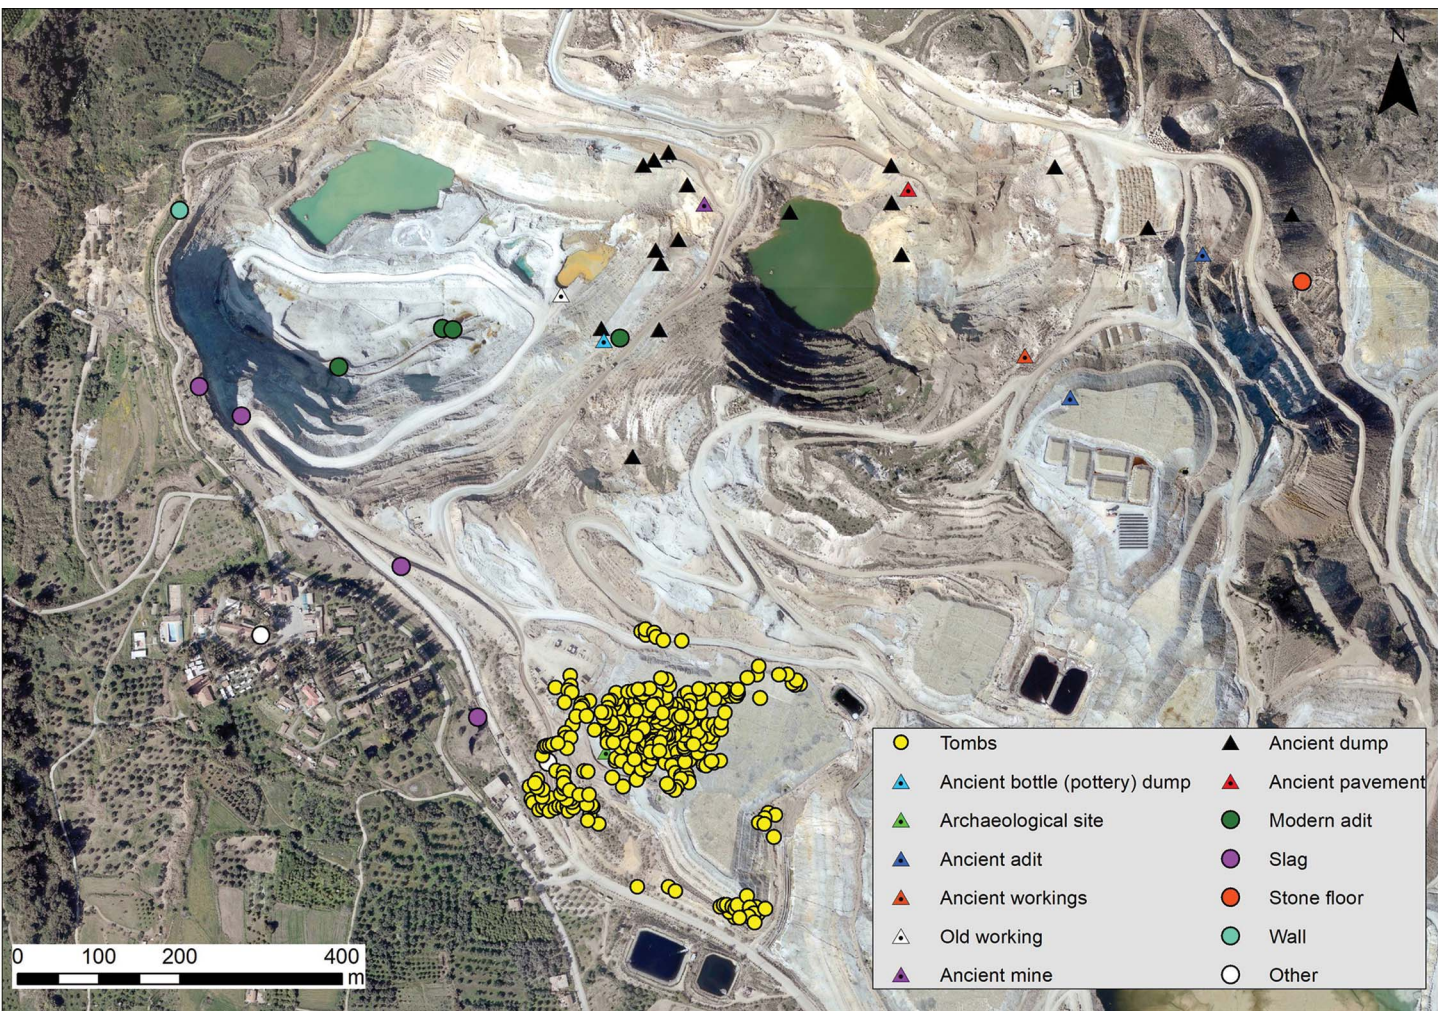 N
Tombs
Ancient bottle (pottery) dump
Archaeological site
Ancient adit
Ancient workings
Old working
Ancient mine
Ancient dump
Ancient pavement
Modern adit
Slag
Stone floor
Wall
Other
0 100 200 400
m